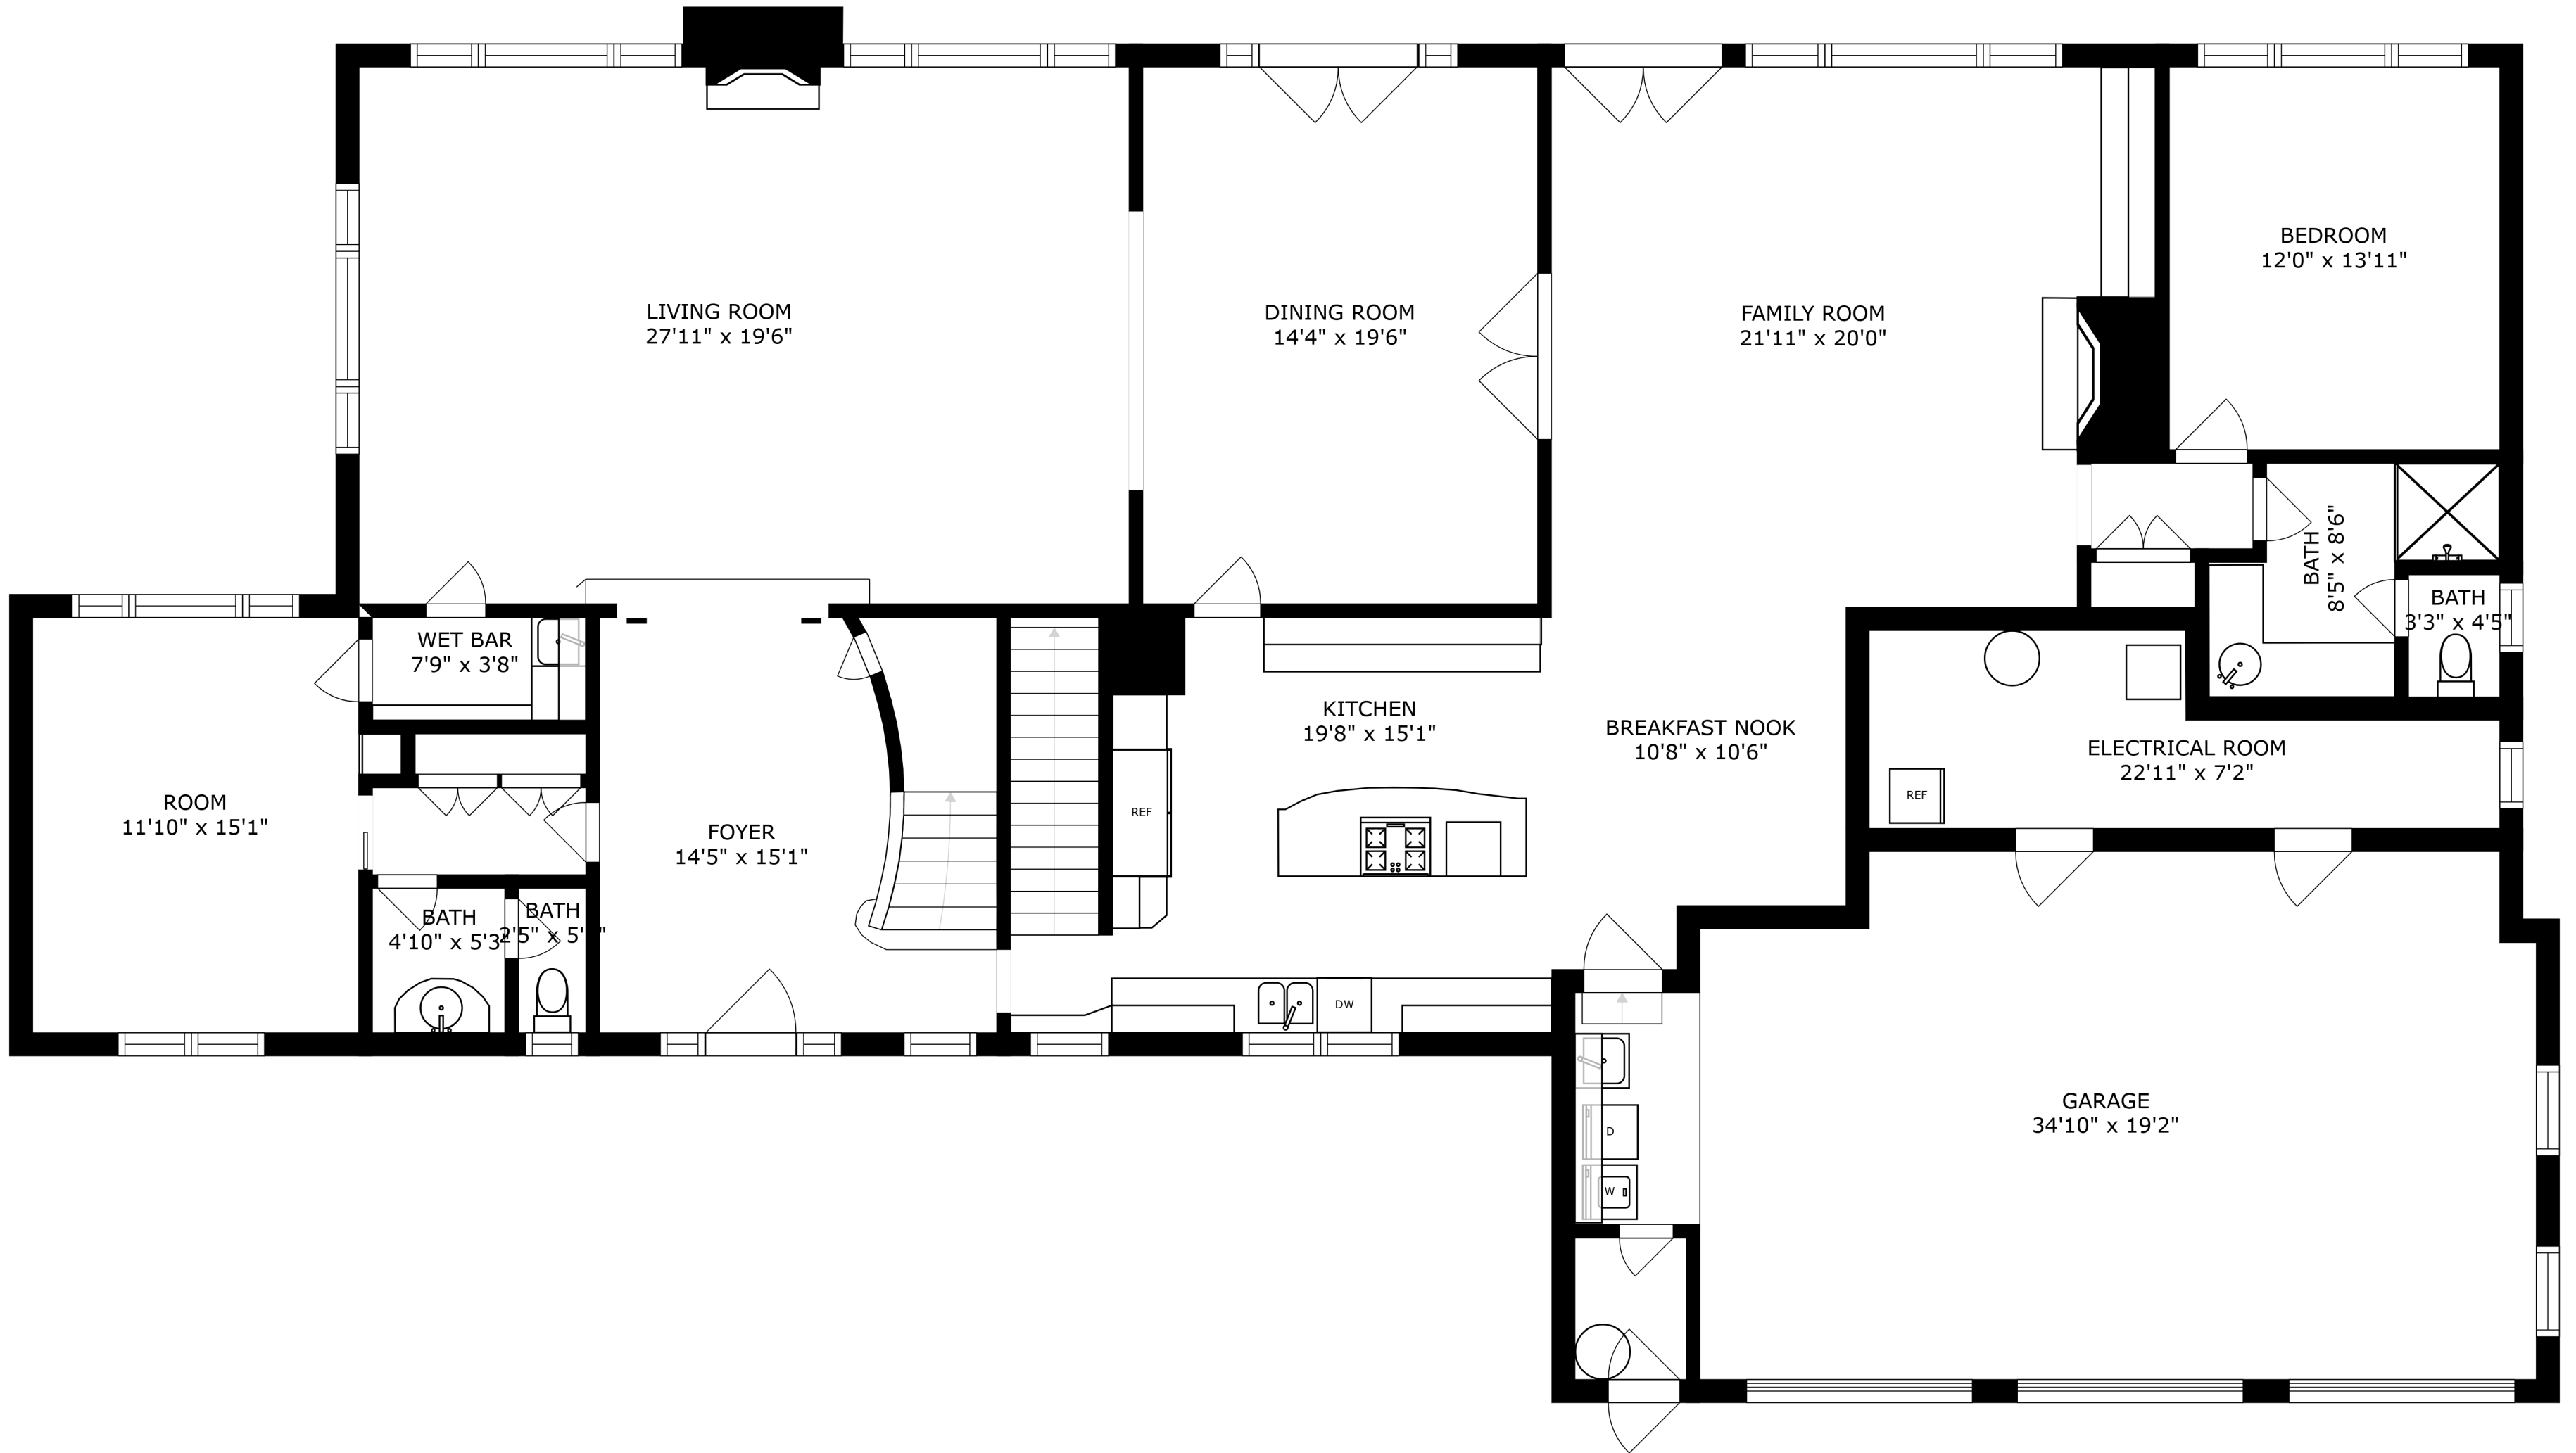 LIVING ROOM
27'11" x 19'6"
DINING ROOM
14'4" x 19'6"
FAMILY ROOM
21'11" x 20'0"
BEDROOM
12'0" x 13'11"
BATH
8'5" x 8'6"
BATH
3'3" x 4'5"
WET BAR
7'9" x 3'8"
KITCHEN
19'8" x 15'1"
BREAKFAST NOOK
10'8" x 10'6"
ELECTRICAL ROOM
22'11" x 7'2"
REF
REF
ROOM
11'10" x 15'1"
FOYER
14'5" x 15'1"
BATH
4'10" x 5'3"
BATH
x
DW
D
W
GARAGE
34'10" x 19'2"